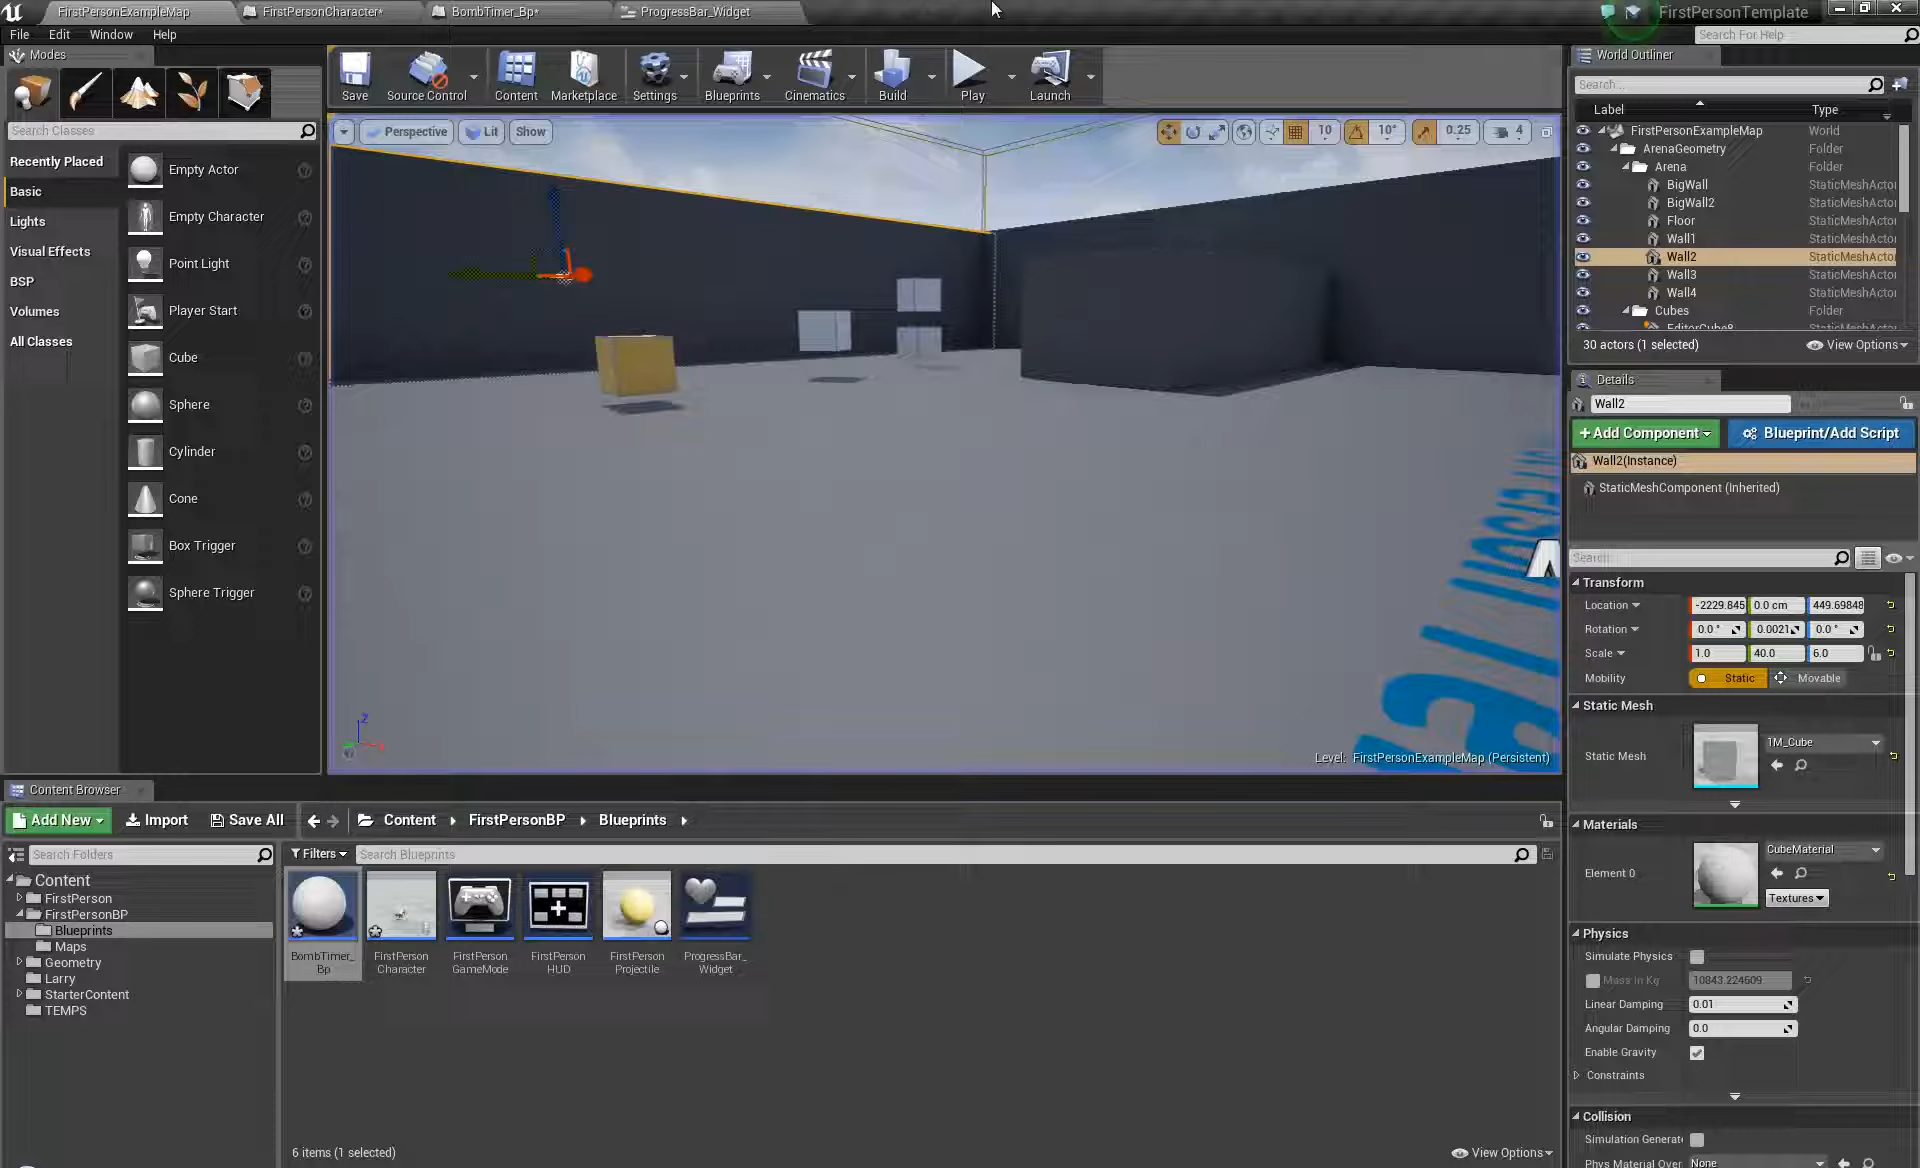 FirstPersonExampleMap
FirstPersonCharacter*
BombTimer_Bp*
ProgressBar_Widget
FirstPersonTemplate
File Edit Window Help
Search For Help
Modes
Save
Source Control
Content
Marketplace
Settings
Blueprints
Cinematics
Build
Play
Launch
World Outliner
Search...
Label Type
Search Classes
Perspective Lit Show
10 10° 0.25 4
Recently Placed
Basic
Lights
Visual Effects
BSP
Volumes
All Classes
Empty Actor
Empty Character
Point Light
Player Start
Cube
Sphere
Cylinder
Cone
Box Trigger
Sphere Trigger
Z
Level: FirstPersonExampleMap (Persistent)
FirstPersonExampleMap World
ArenaGeometry Folder
Arena Folder
BigWall StaticMeshActor
BigWall2 StaticMeshActor
Floor StaticMeshActor
Wall1 StaticMeshActor
Wall2 StaticMeshActor
Wall3 StaticMeshActor
Wall4 StaticMeshActor
Cubes Folder
EditorCube8 StaticMeshActor
30 actors (1 selected) View Options
Details
Wall2
+Add Component Blueprint/Add Script
Wall2(Instance)
StaticMeshComponent (Inherited)
Search
Transform
Location -2229.845 0.0 cm 449.69848
Rotation 0.0 ° 0.0021 0.0 °
Scale 1.0 40.0 6.0
Mobility Static Movable
Static Mesh
Static Mesh 1M_Cube
Materials
Element 0 CubeMaterial
Textures
Physics
Simulate Physics
Mass in Kg 10843.224609
Linear Damping 0.01
Angular Damping 0.0
Enable Gravity
Constraints
Collision
Simulation Generat
Phys Material Over None
Content Browser
Add New Import Save All Content FirstPersonBP Blueprints
Search Folders
Filters Search Blueprints
Content
FirstPerson
FirstPersonBP
Blueprints
Maps
Geometry
Larry
StarterContent
TEMPS
BombTimer_
Bp
FirstPerson
Character
FirstPerson
GameMode
FirstPerson
HUD
FirstPerson
Projectile
ProgressBar_
Widget
6 items (1 selected) View Options